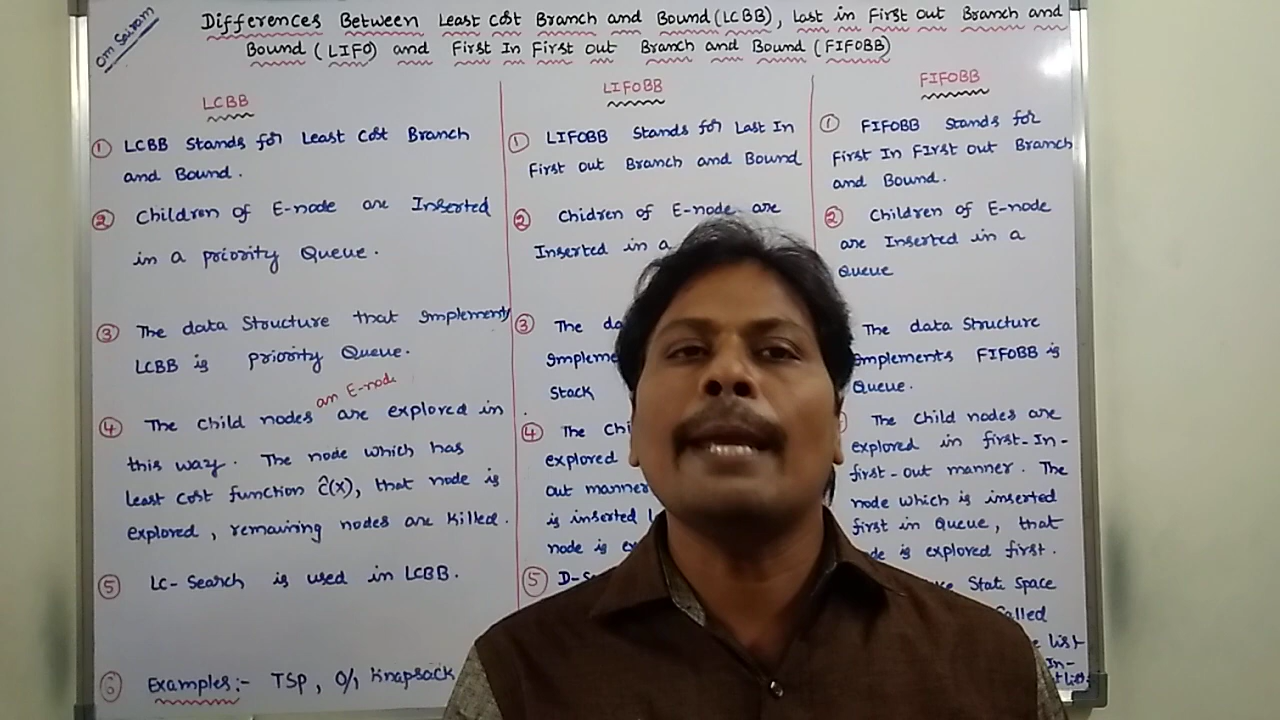 Om Sairam
Differences Between Least Cost Branch and Bound (LCBB), Last in First out Branch and
Bound (LIFO) and First In First out Branch and Bound (FIFOBB)
LCBB
① LCBB Stands for Least Cost Branch
and Bound.
② Children of E-node are Inserted
in a priority Queue.
③ The data Structure that Implements
LCBB is priority Queue.
an E-node
④ The child nodes are explored in
this way. The node which has
least cost function ĉ(x), that node is
explored, remaining nodes are killed.
⑤ LC-Search is used in LCBB.
⑥ Examples:- TSP, 0/1 Knapsack
LIFOBB
① LIFOBB Stands for Last In
First out Branch and Bound
② Chidren of E-node are
Inserted in a
③ The da
Impleme
Stack
④ The Chi
explored
out manner
is inserted
node is
⑤ D-S
FIFOBB
① FIFOBB Stands for
First In First out Branch
and Bound.
② Children of E-node
are Inserted in a
Queue
The data Structure
Implements FIFOBB is
Queue.
The child nodes are
explored in first-In-
first-out manner. The
node which is inserted
first in Queue, that
de is explored first.
State Space
Called
list
In-